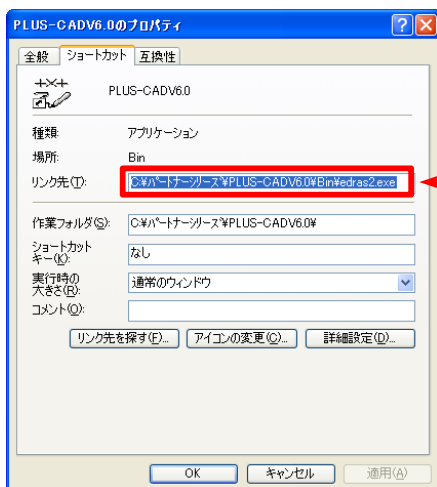 PLUS-CADV6.0のプロパティ
全般 ショートカット 互換性
PLUS-CADV6.0
種類: アプリケーション
場所: Bin
リンク先(T): C:¥パートナーシリーズ¥PLUS-CADV6.0¥Bin¥edras2.exe
作業フォルダ(S): C:¥パートナーシリーズ¥PLUS-CADV6.0¥
ショートカット
キー(K): なし
実行時の
大きさ(R): 通常のウィンドウ
コメント(O):
リンク先を探す(F)... アイコンの変更(C)... 詳細設定(D)...
OK キャンセル 適用(A)